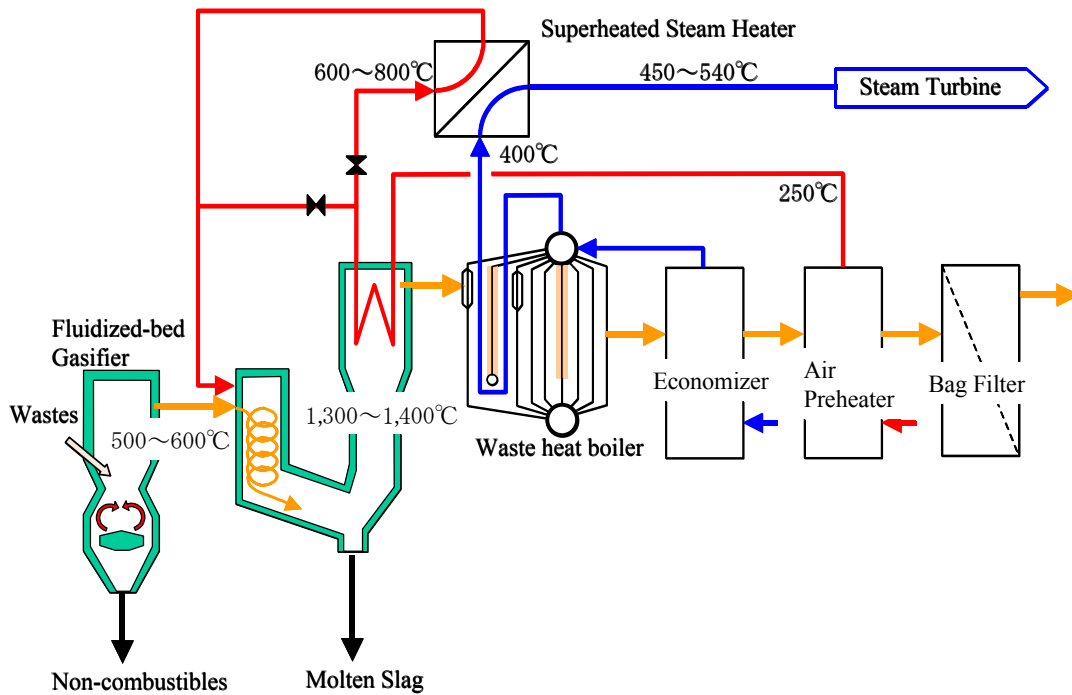 Superheated Steam Heater
600～800℃
450～540℃
Steam Turbine
400℃
250℃
Fluidized-bed
Gasifier
Wastes
500～600℃
1,300～1,400℃
Waste heat boiler
Economizer
Air
Preheater
Bag Filter
Non-combustibles
Molten Slag